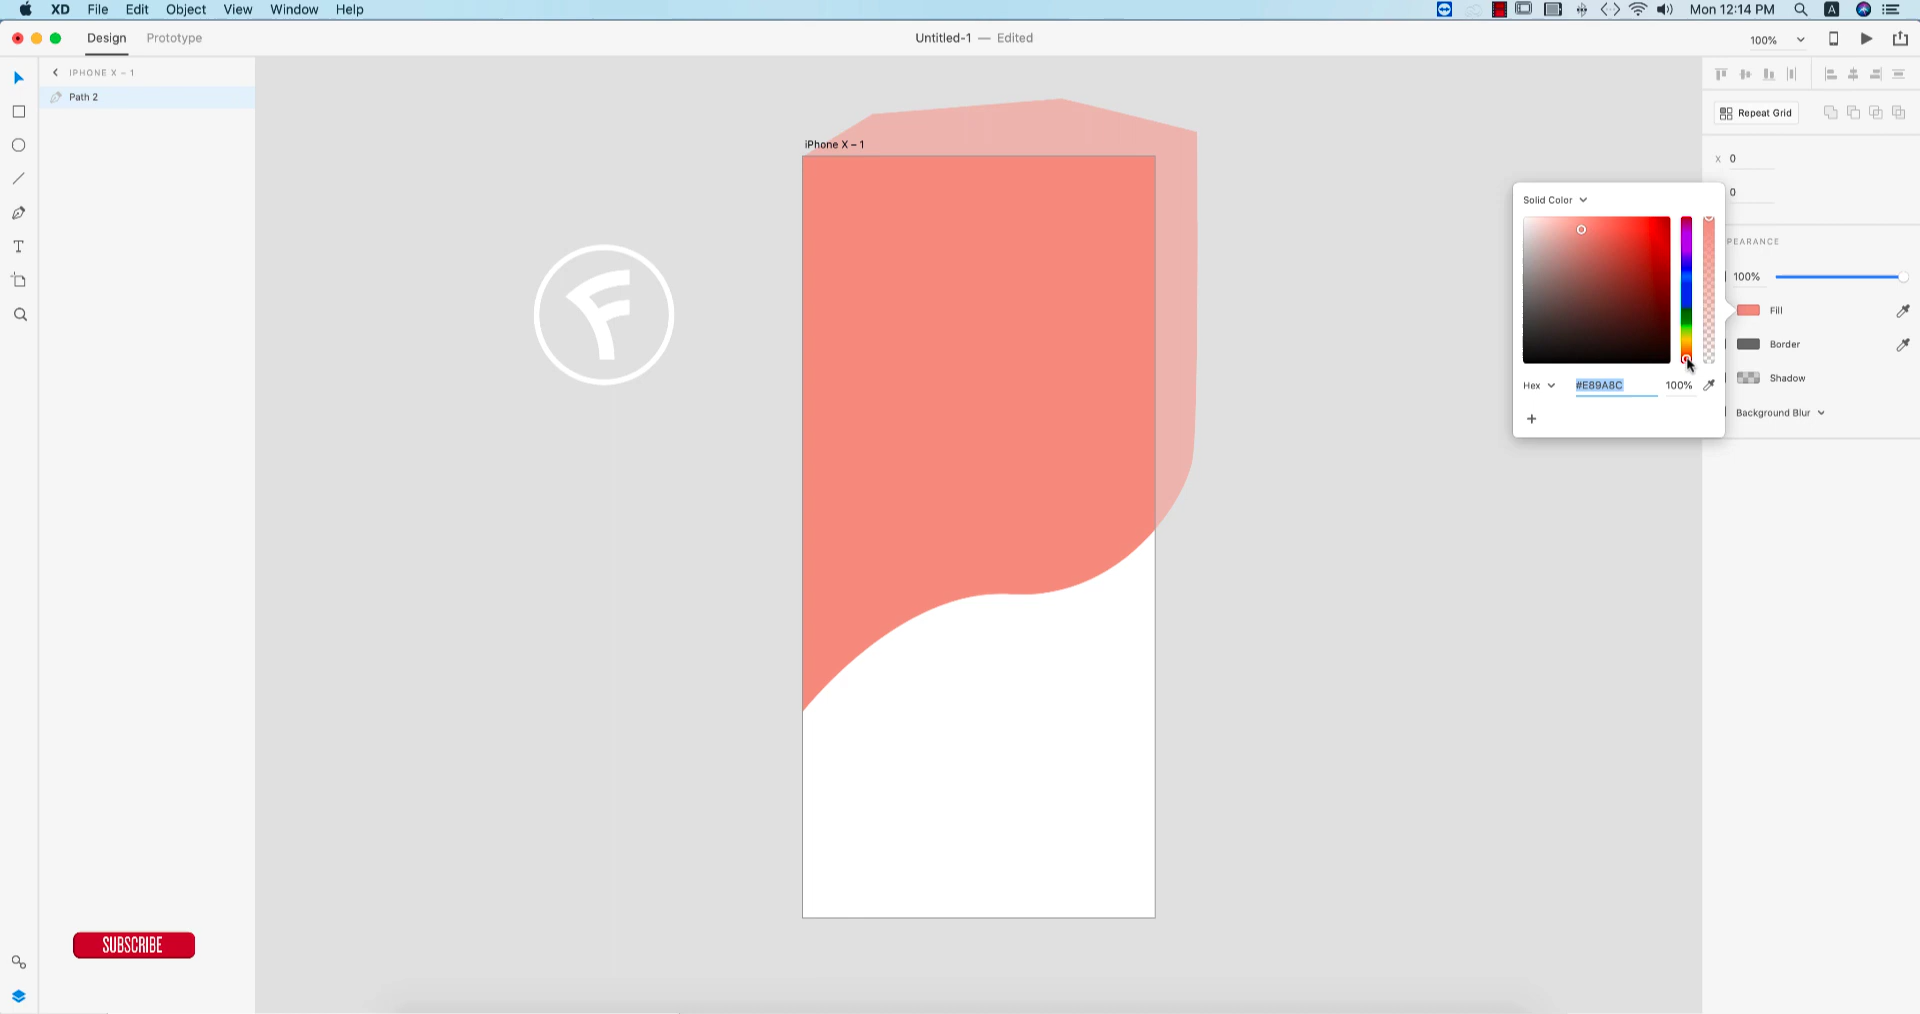 XD File Edit Object View Window Help
A Mon 12:14 PM
Design Prototype
Untitled-1 — Edited
100%
IPHONE X – 1
Path 2
iPhone X – 1
Repeat Grid
X 0
0
Solid Color
PEARANCE
100%
Fill
Border
Hex #E89A8C 100%
Shadow
Background Blur
SUBSCRIBE